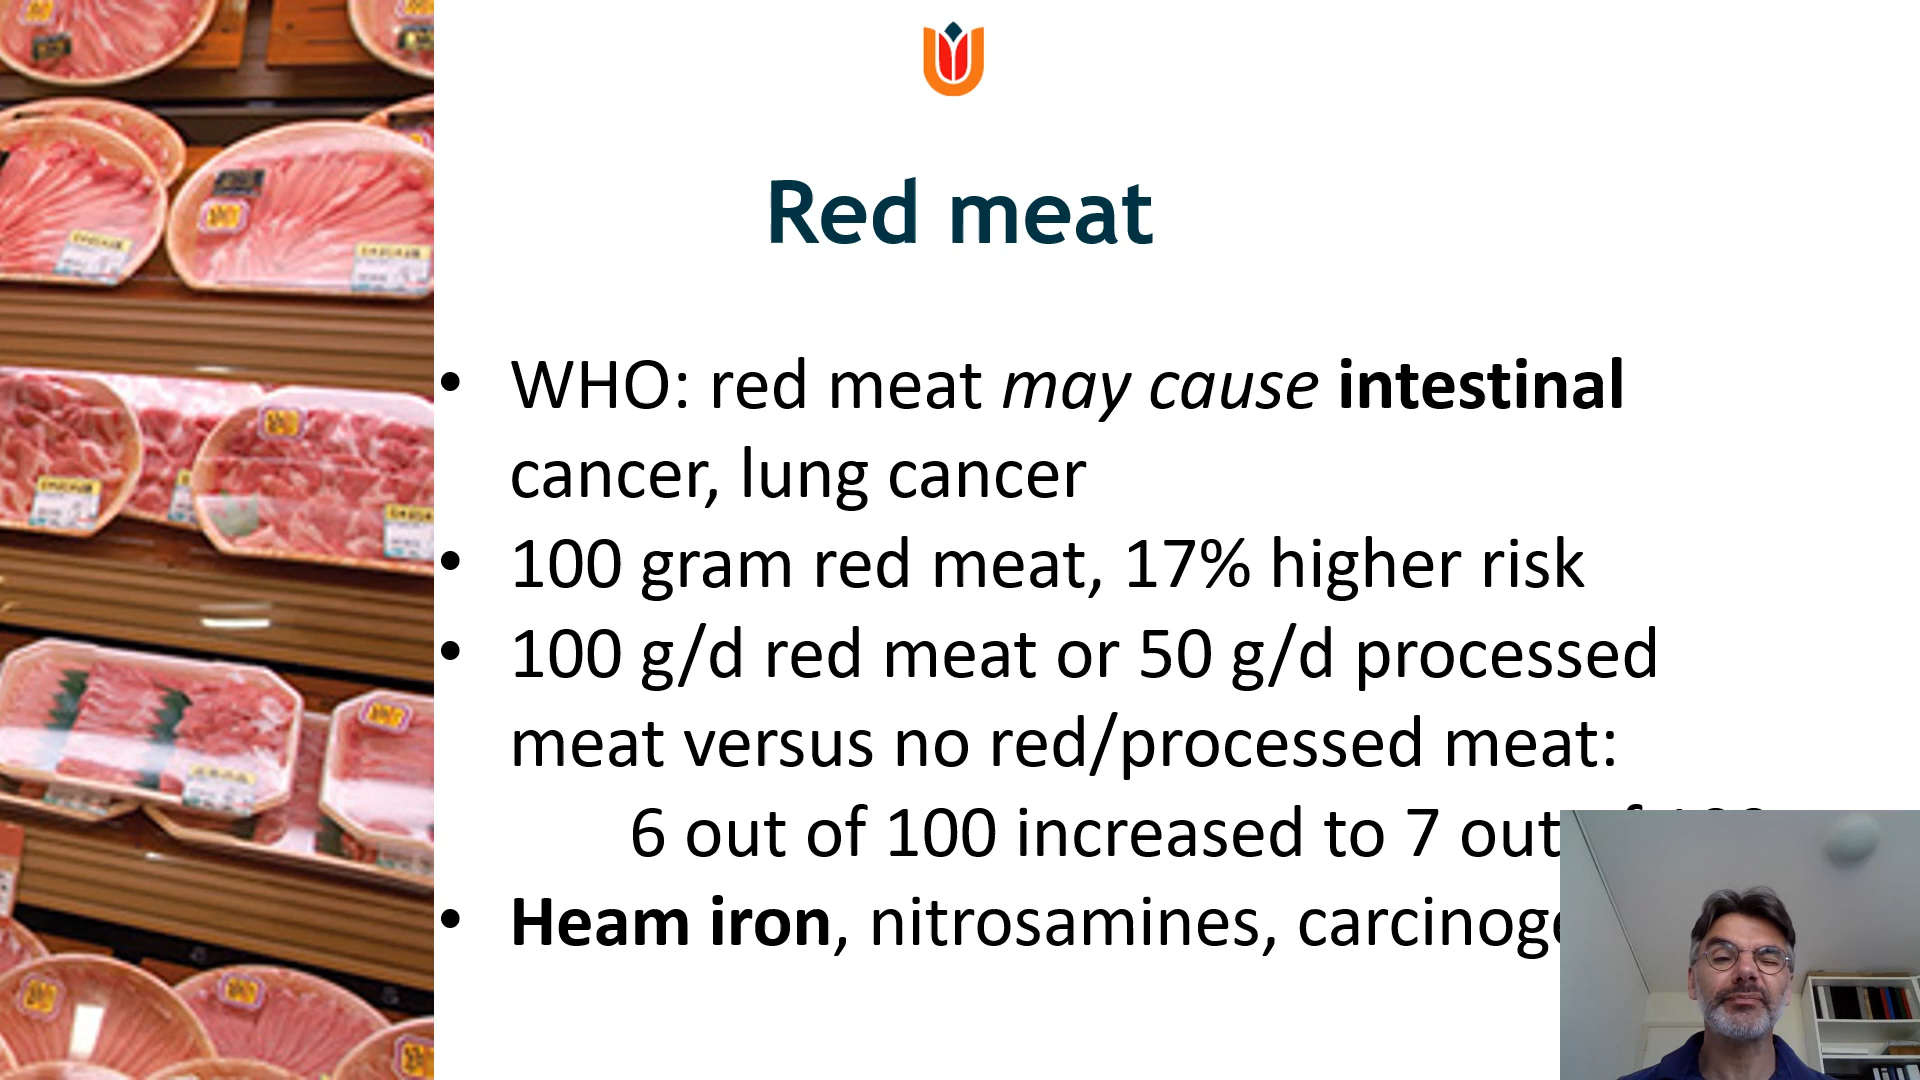 Red meat
• WHO: red meat may cause intestinal
cancer, lung cancer
• 100 gram red meat, 17% higher risk
• 100 g/d red meat or 50 g/d processed
meat versus no red/processed meat:
6 out of 100 increased to 7 out
• Heam iron, nitrosamines,